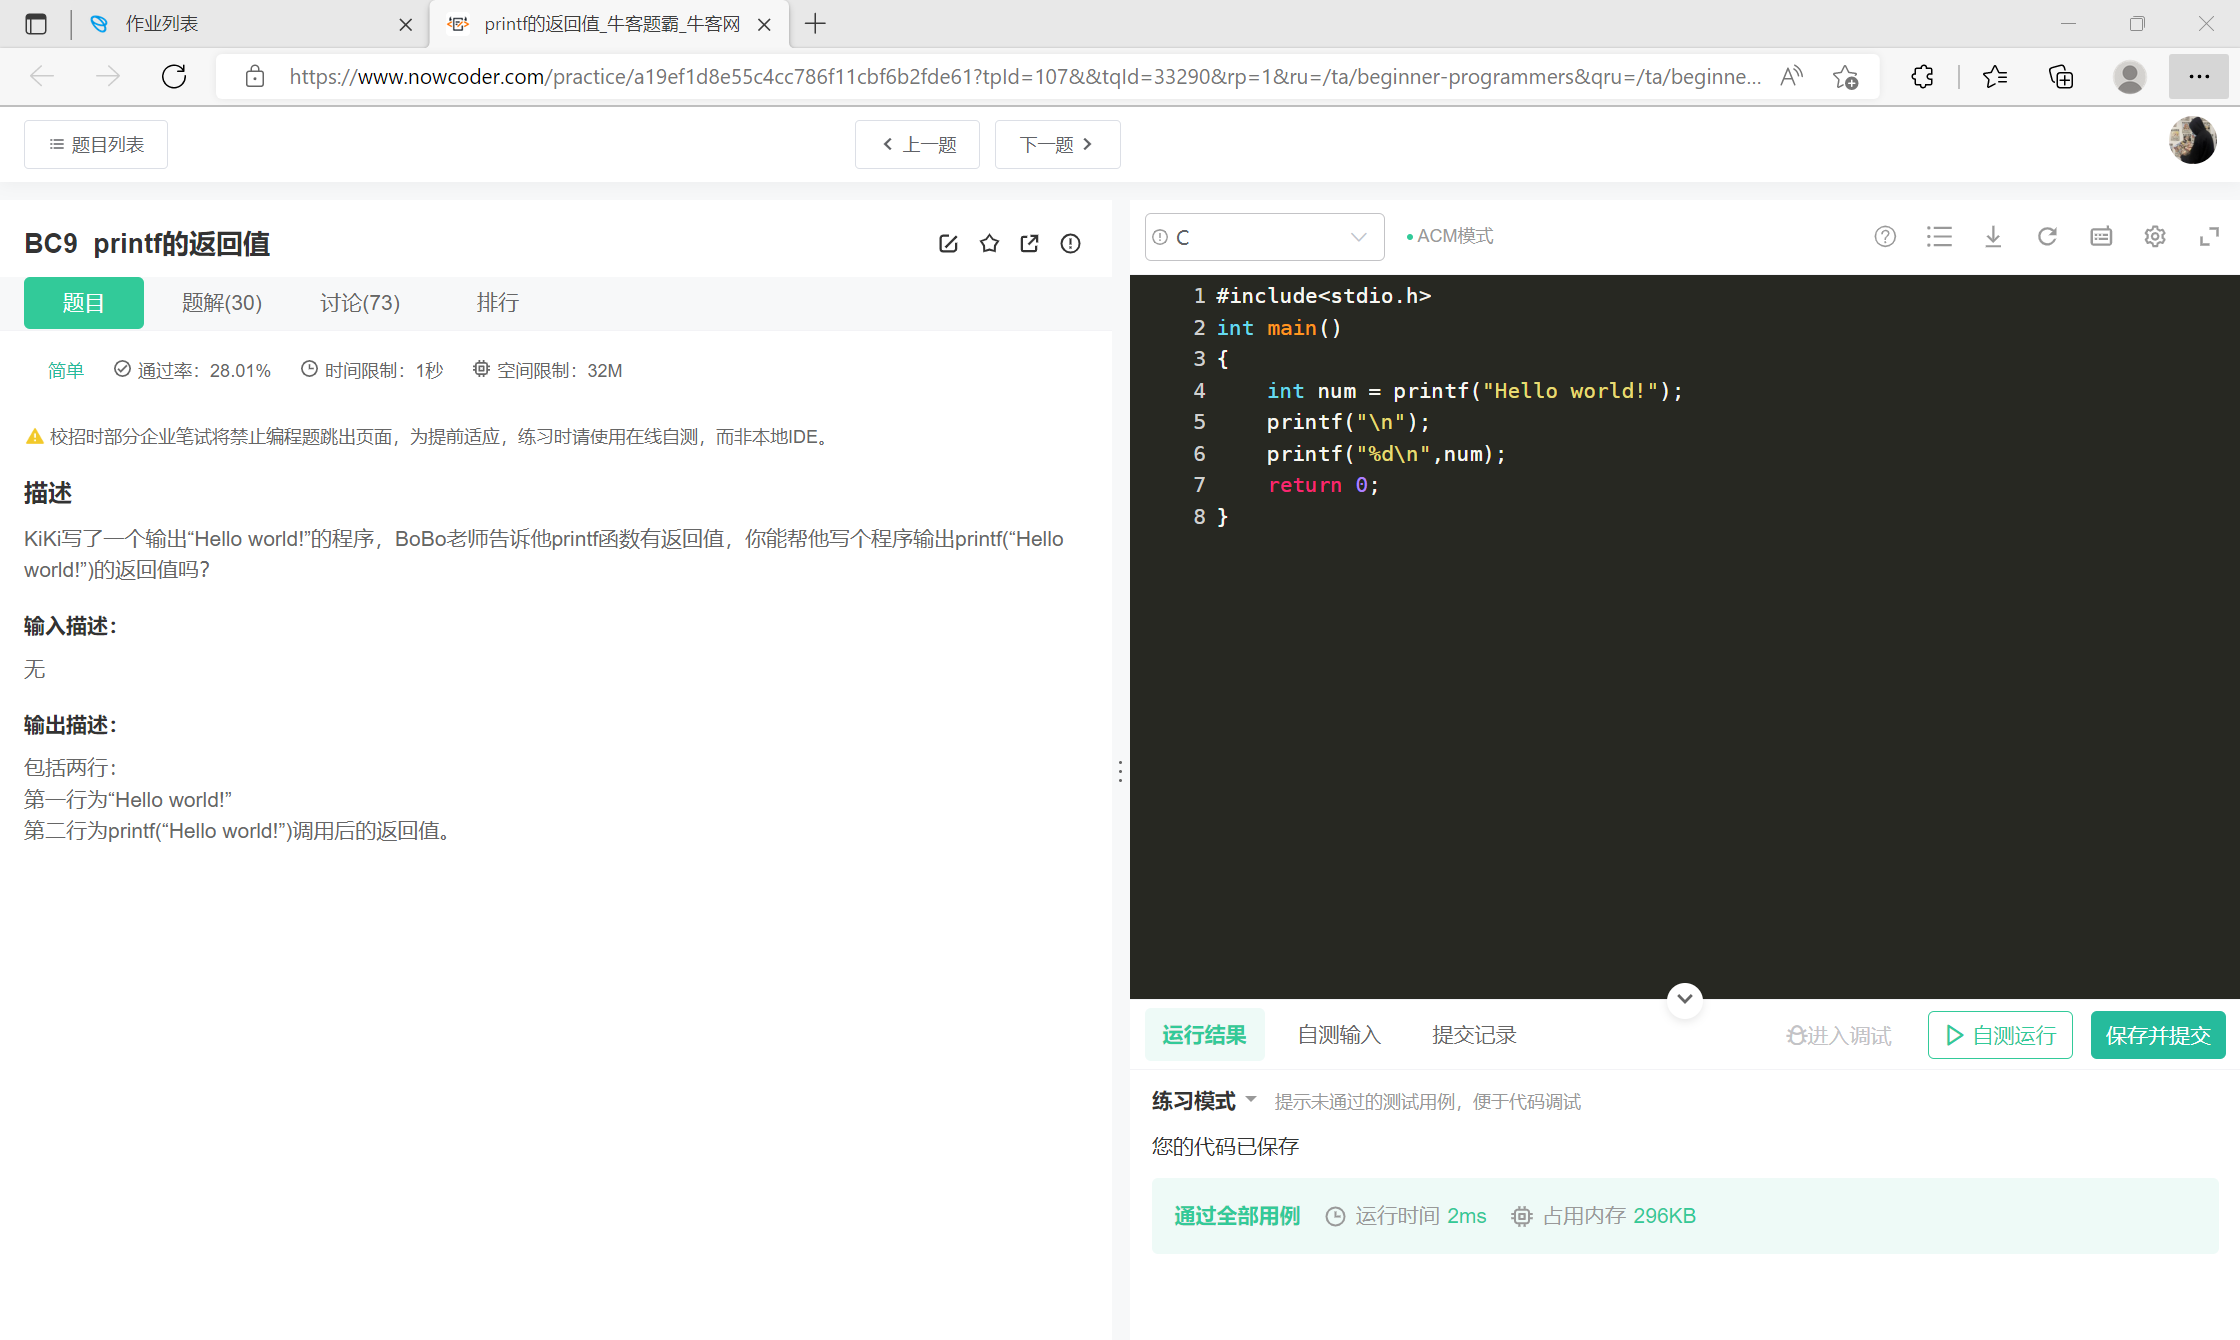 作业列表
printf的返回值_牛客题霸_牛客网
https://www.nowcoder.com/practice/a19ef1d8e55c4cc786f11cbf6b2fde61?tpId=107&&tqId=33290&rp=1&ru=/ta/beginner-programmers&qru=/ta/beginne...
题目列表
上一题
下一题
BC9 printf的返回值
题目 题解(30) 讨论(73) 排行
简单 通过率：28.01% 时间限制：1秒 空间限制：32M
校招时部分企业笔试将禁止编程题跳出页面，为提前适应，练习时请使用在线自测，而非本地IDE。
描述
KiKi写了一个输出“Hello world!”的程序，BoBo老师告诉他printf函数有返回值，你能帮他写个程序输出printf(“Hello
world!”)的返回值吗？
输入描述：
无
输出描述：
包括两行：
第一行为“Hello world!”
第二行为printf(“Hello world!”)调用后的返回值。
C
ACM模式
1 #include<stdio.h>
2 int main()
3 {
4     int num = printf("Hello world!");
5     printf("\n");
6     printf("%d\n",num);
7     return 0;
8 }
运行结果 自测输入 提交记录 进入调试 自测运行 保存并提交
练习模式 提示未通过的测试用例，便于代码调试
您的代码已保存
通过全部用例 运行时间 2ms 占用内存 296KB